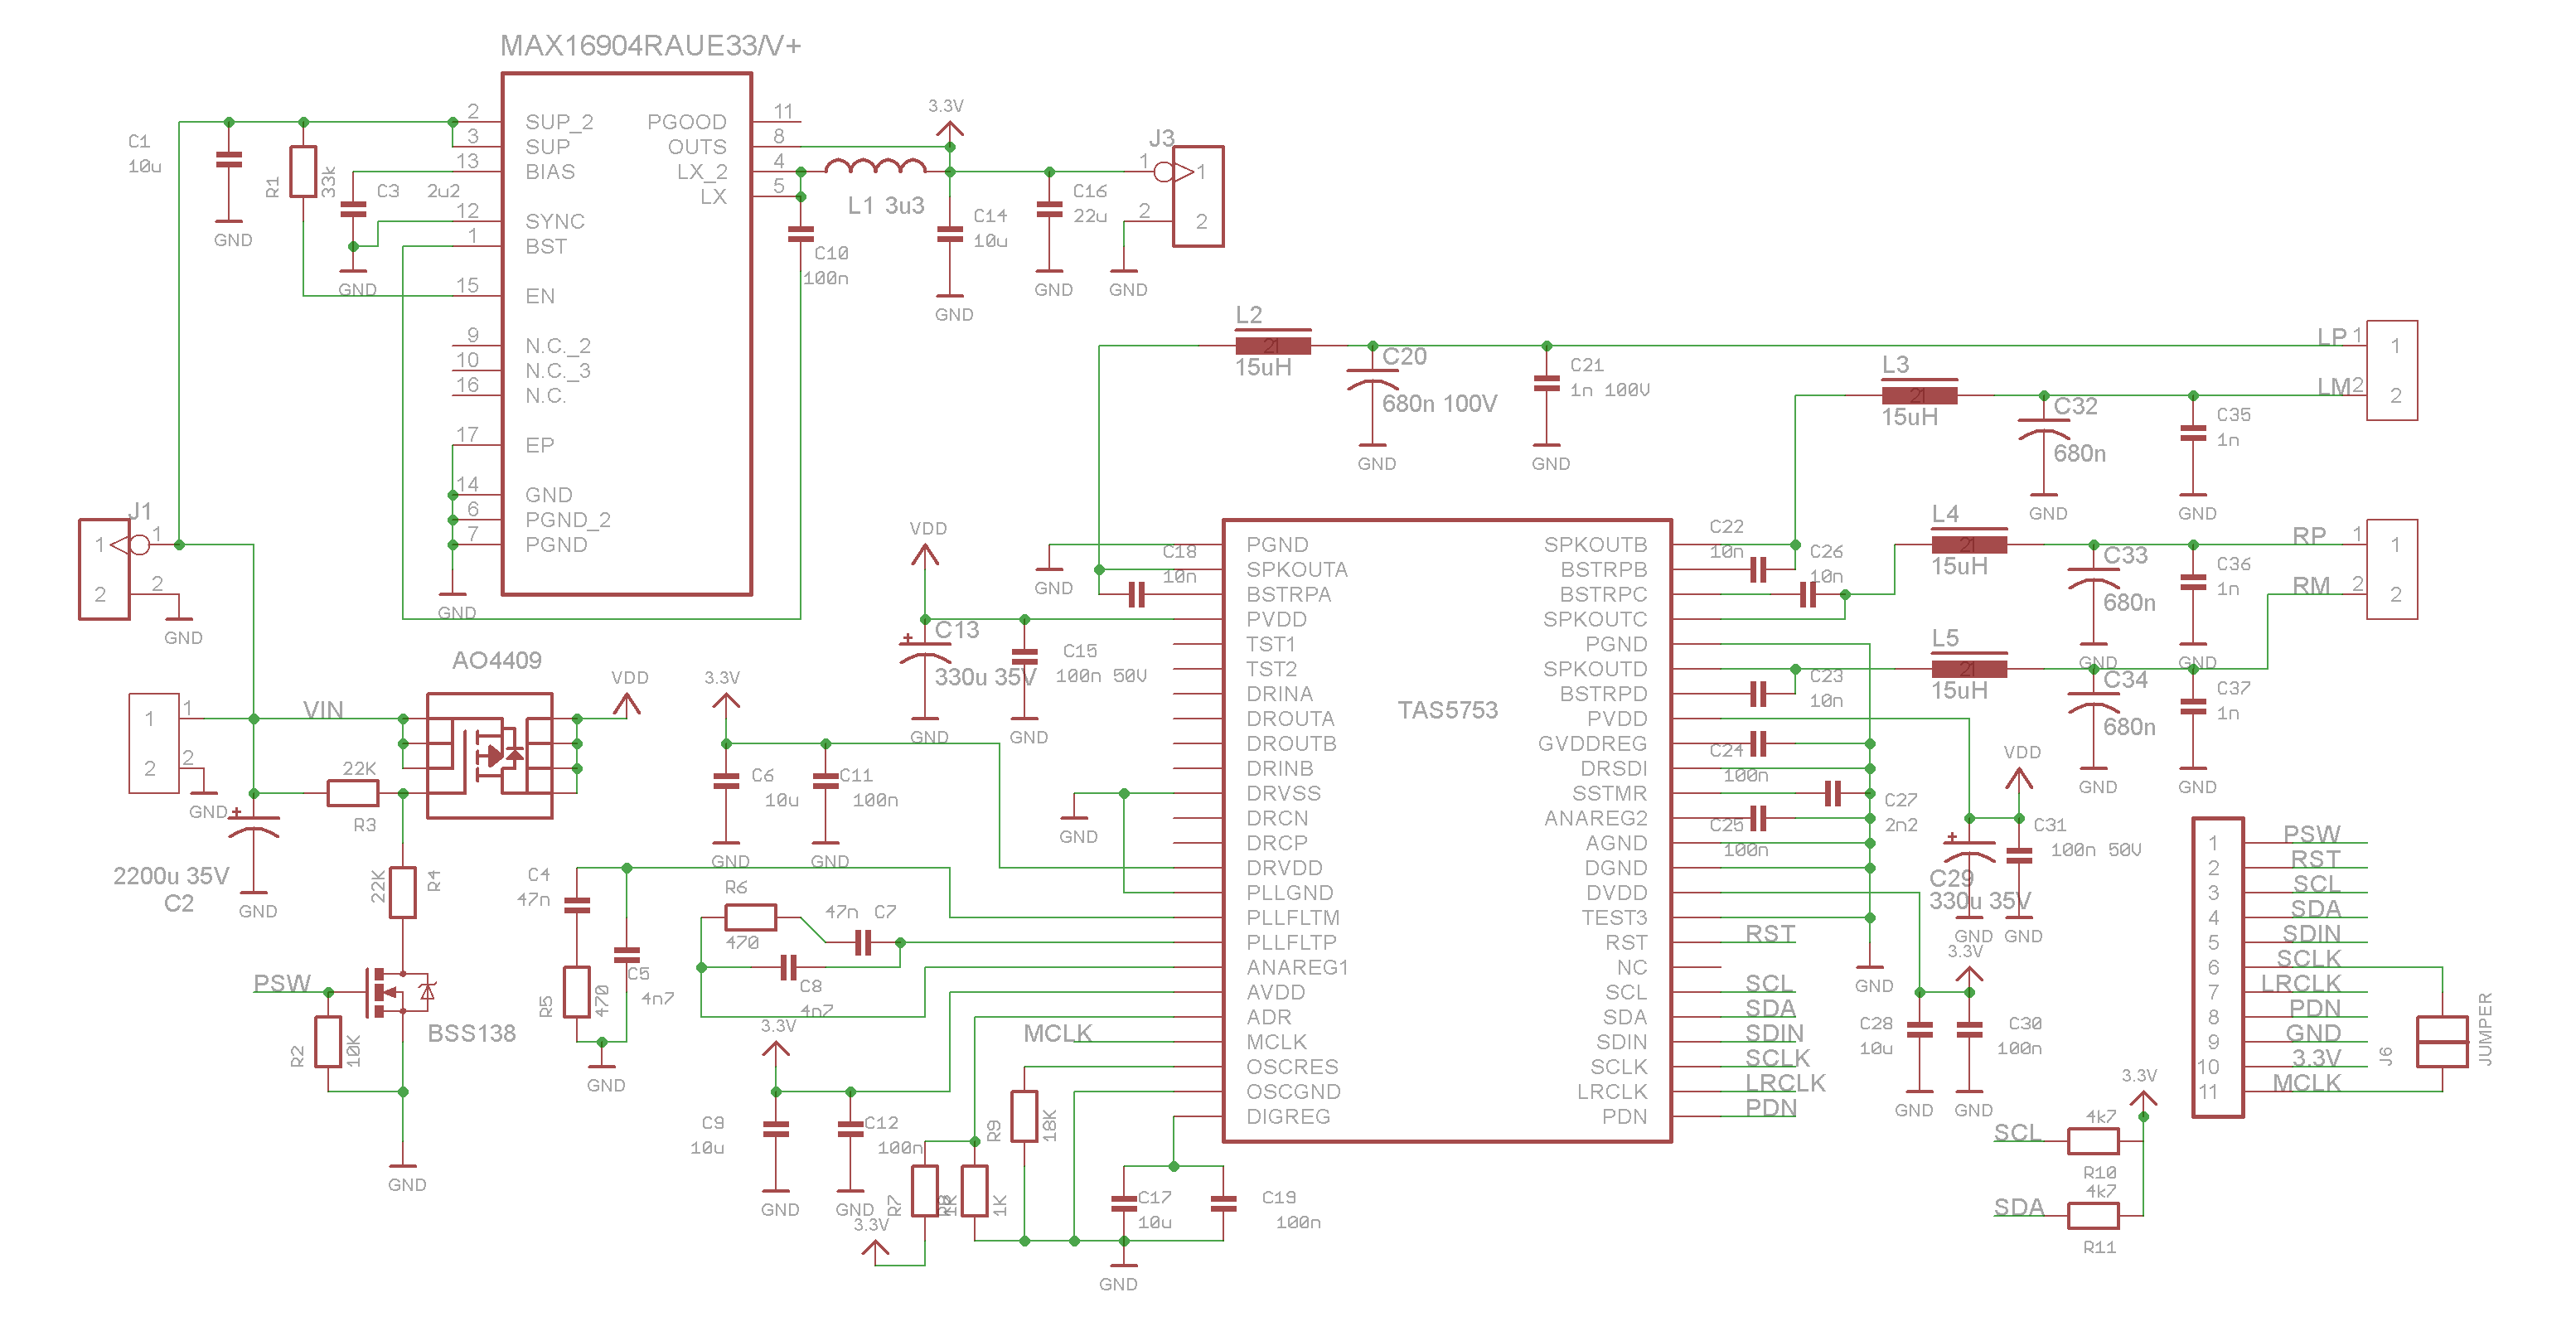 MAX16904RAUE33/V+
2 SUP_2
3 SUP
13 BIAS
12 SYNC
1 BST
15 EN
9 N.C._2
10 N.C._3
16 N.C.
17 EP
14 GND
6 PGND_2
7 PGND
PGOOD 11
OUTS 8
LX_2 4
LX 5
C1
10u
GND
R1
33k
C3 2u2
GND
GND
3.3V
L1 3u3
C10
100n
C14
10u
GND
C16
22u
GND
J3
1 1
2 2
GND
J1
1 1
2 2
GND
1 1
2 2
GND
VIN
AO4409
VDD
22K
R3
2200u 35V
C2
GND
22K
R4
PSW
R2
10K
BSS138
GND
L2
21
15uH
C20
680n 100V
GND
C21
1n 100V
GND
L3
21
15uH
C32
680n
GND
C35
1n
GND
LP 1 1
LM 2 2
L4
21
15uH
C33
680n
GND
C36
1n
GND
RP 1 1
RM 2 2
L5
21
15uH
C34
680n
GND
C37
1n
GND
VDD
C13
330u 35V
GND
C15
100n 50V
GND
GND
C18
10n
3.3V
C6
10u
GND
C11
100n
GND
GND
C4
47n
R5
470
C5
4n7
GND
R6
470
47n C7
C8
4n7
3.3V
C9
10u
GND
C12
100n
GND
3.3V
R7
1K
MCLK
R9
18K
C17
10u
C19
100n
GND
TAS5753
PGND
SPKOUTA
BSTRPA
PVDD
TST1
TST2
DRINA
DROUTA
DROUTB
DRINB
DRVSS
DRCN
DRCP
DRVDD
PLLGND
PLLFLTM
PLLFLTP
ANAREG1
AVDD
ADR
MCLK
OSCRES
OSCGND
DIGREG
SPKOUTB
BSTRPB
BSTRPC
SPKOUTC
PGND
SPKOUTD
BSTRPD
PVDD
GVDDREG
DRSDI
SSTMR
ANAREG2
AGND
DGND
DVDD
TEST3
RST
NC
SCL
SDA
SDIN
SCLK
LRCLK
PDN
C22
10n
C26
10n
C23
10n
C24
100n
C27
2n2
C25
100n
GND
RST
SCL
SDA
SDIN
SCLK
LRCLK
PDN
VDD
C31
100n 50V
C29
330u 35V
GND
GND
3.3V
C28
10u
GND
C30
100n
GND
3.3V
SCL
4k7
R10
SDA
4k7
R11
1 PSW
2 RST
3 SCL
4 SDA
5 SDIN
6 SCLK
7 LRCLK
8 PDN
9 GND
10 3.3V
11 MCLK
J6
JUMPER